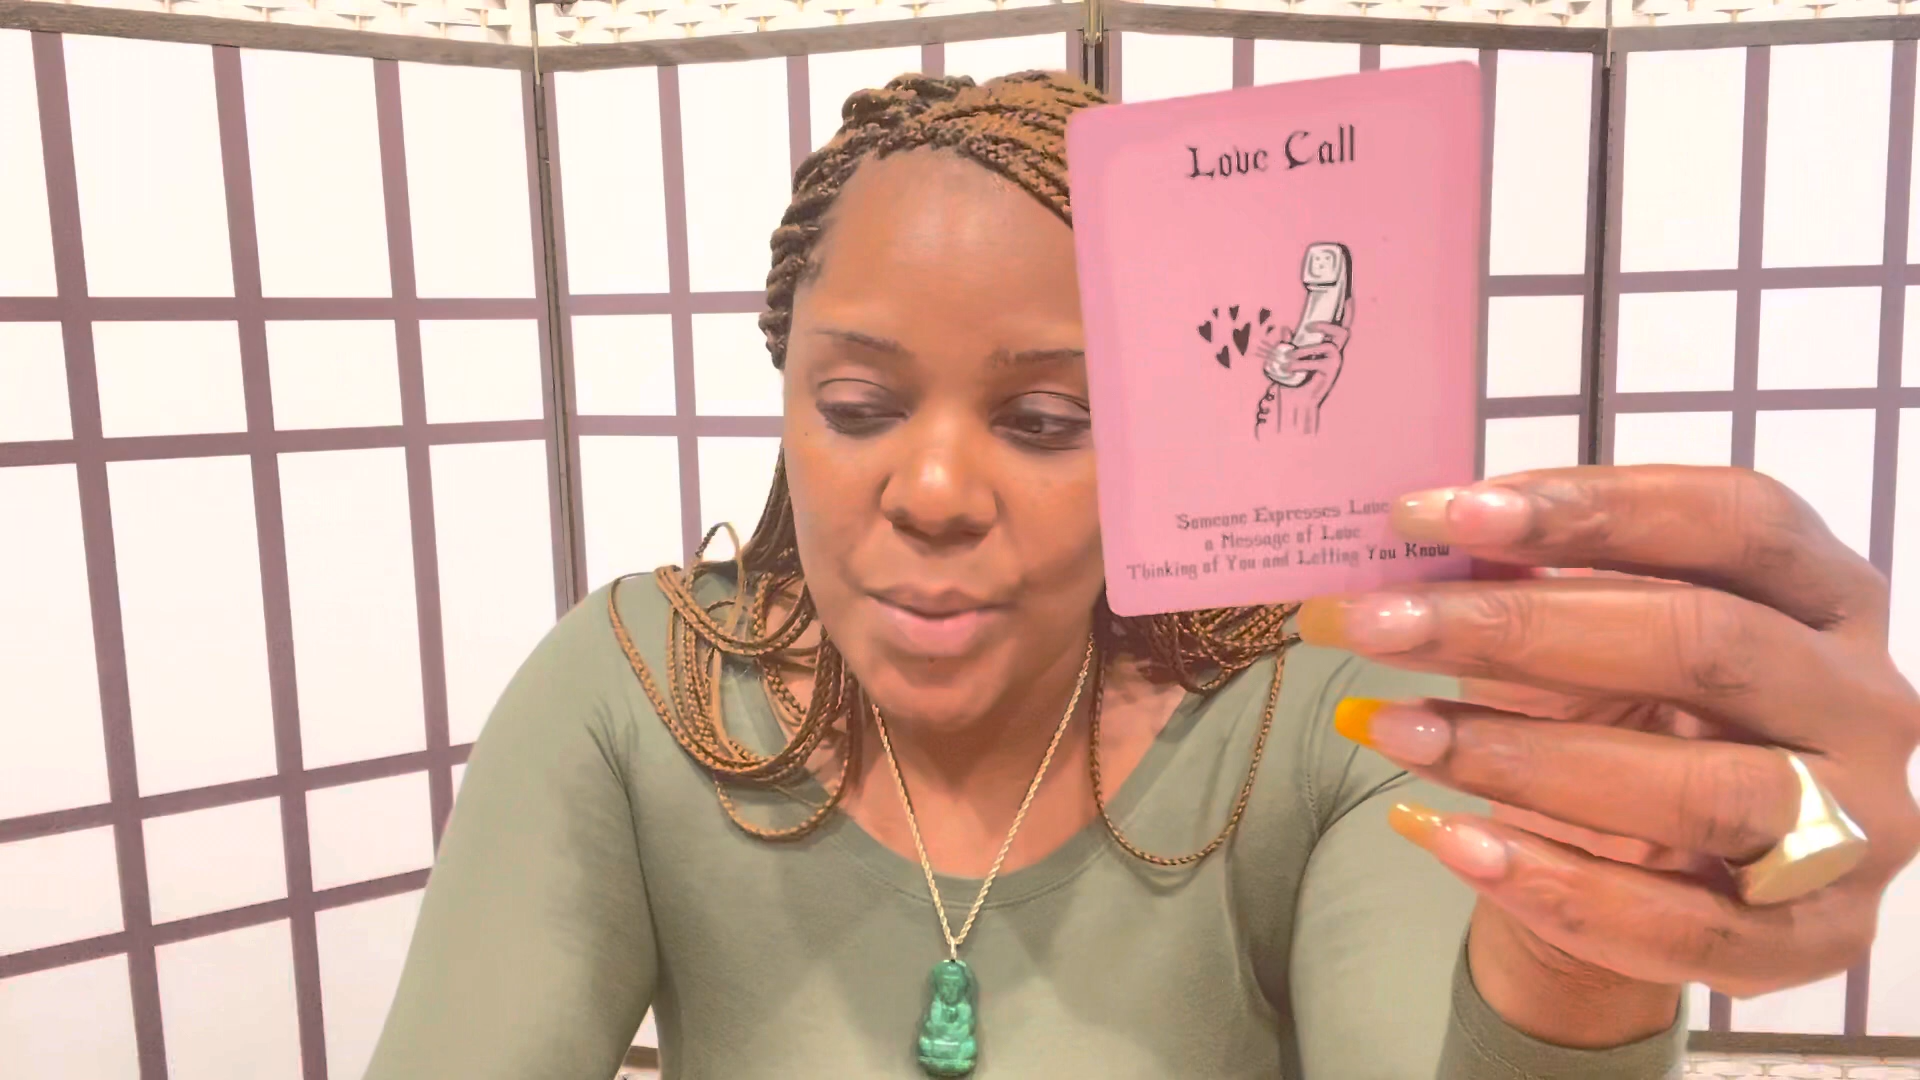 Love Call
Someone Expresses Love
a Message of Love
Thinking of You and Letting You Know